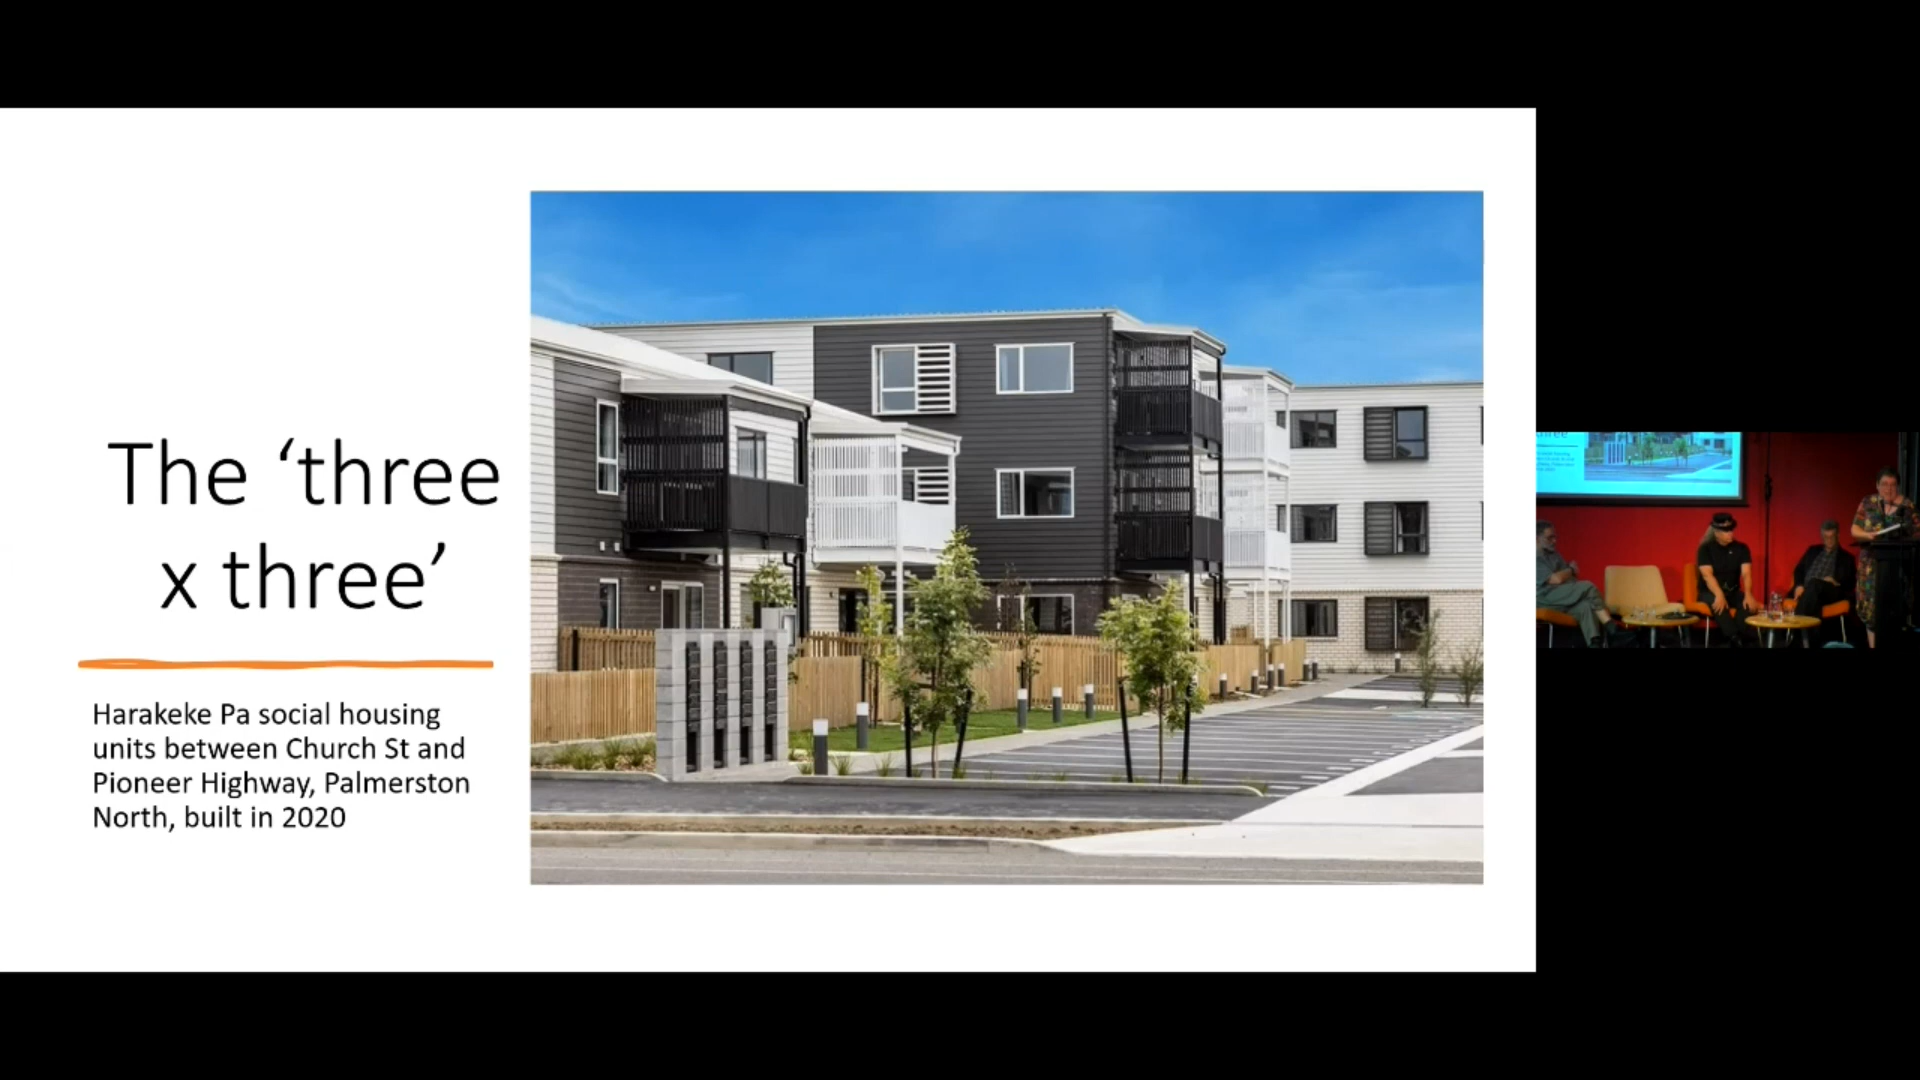 The ‘three
x three’
Harakeke Pa social housing
units between Church St and
Pioneer Highway, Palmerston
North, built in 2020